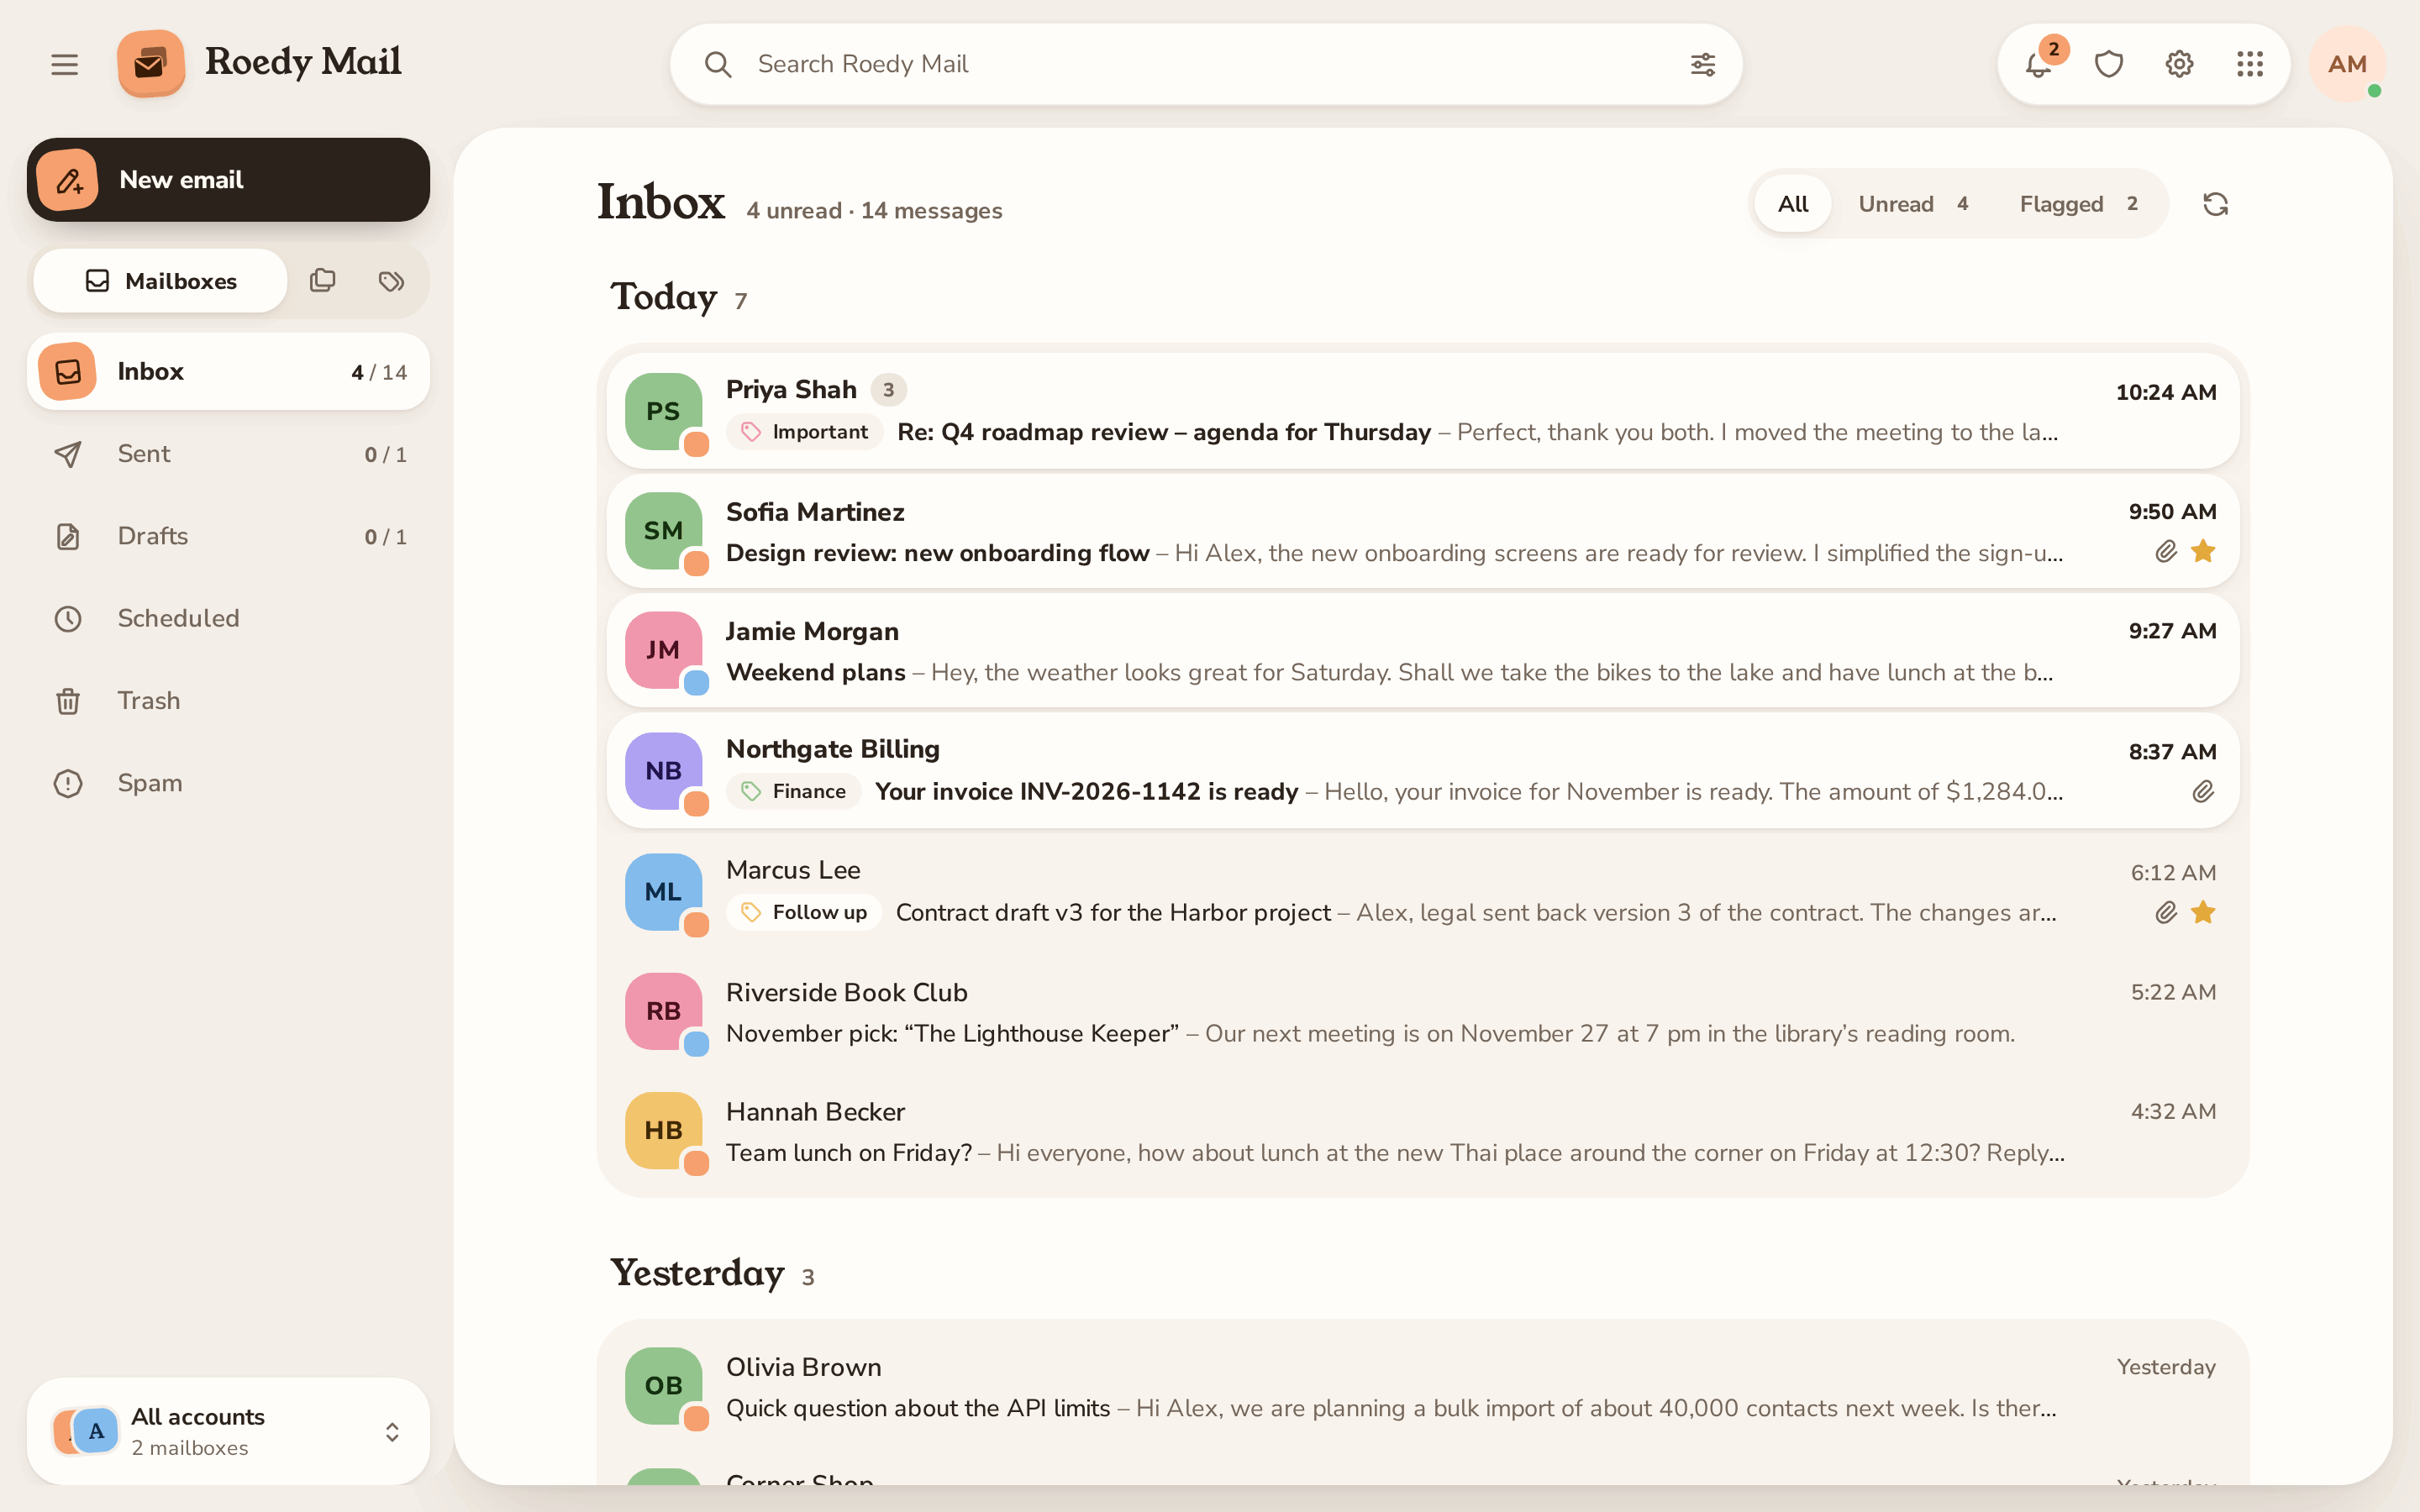 Roedy Mail
Search Roedy Mail
2
AM
New email
Mailboxes
Inbox 4 / 14
Sent 0 / 1
Drafts 0 / 1
Scheduled
Trash
Spam
All accounts
A
2 mailboxes
Inbox 4 unread · 14 messages
All Unread 4 Flagged 2
Today 7
PS
Priya Shah 3 10:24 AM
Important Re: Q4 roadmap review – agenda for Thursday – Perfect, thank you both. I moved the meeting to the la...
SM
Sofia Martinez 9:50 AM
Design review: new onboarding flow – Hi Alex, the new onboarding screens are ready for review. I simplified the sign-u...
JM
Jamie Morgan 9:27 AM
Weekend plans – Hey, the weather looks great for Saturday. Shall we take the bikes to the lake and have lunch at the b...
NB
Northgate Billing 8:37 AM
Finance Your invoice INV-2026-1142 is ready – Hello, your invoice for November is ready. The amount of $1,284.0...
ML
Marcus Lee 6:12 AM
Follow up Contract draft v3 for the Harbor project – Alex, legal sent back version 3 of the contract. The changes ar...
RB
Riverside Book Club 5:22 AM
November pick: “The Lighthouse Keeper” – Our next meeting is on November 27 at 7 pm in the library’s reading room.
HB
Hannah Becker 4:32 AM
Team lunch on Friday? – Hi everyone, how about lunch at the new Thai place around the corner on Friday at 12:30? Reply...
Yesterday 3
OB
Olivia Brown Yesterday
Quick question about the API limits – Hi Alex, we are planning a bulk import of about 40,000 contacts next week. Is ther...
Corner Shop Yesterday